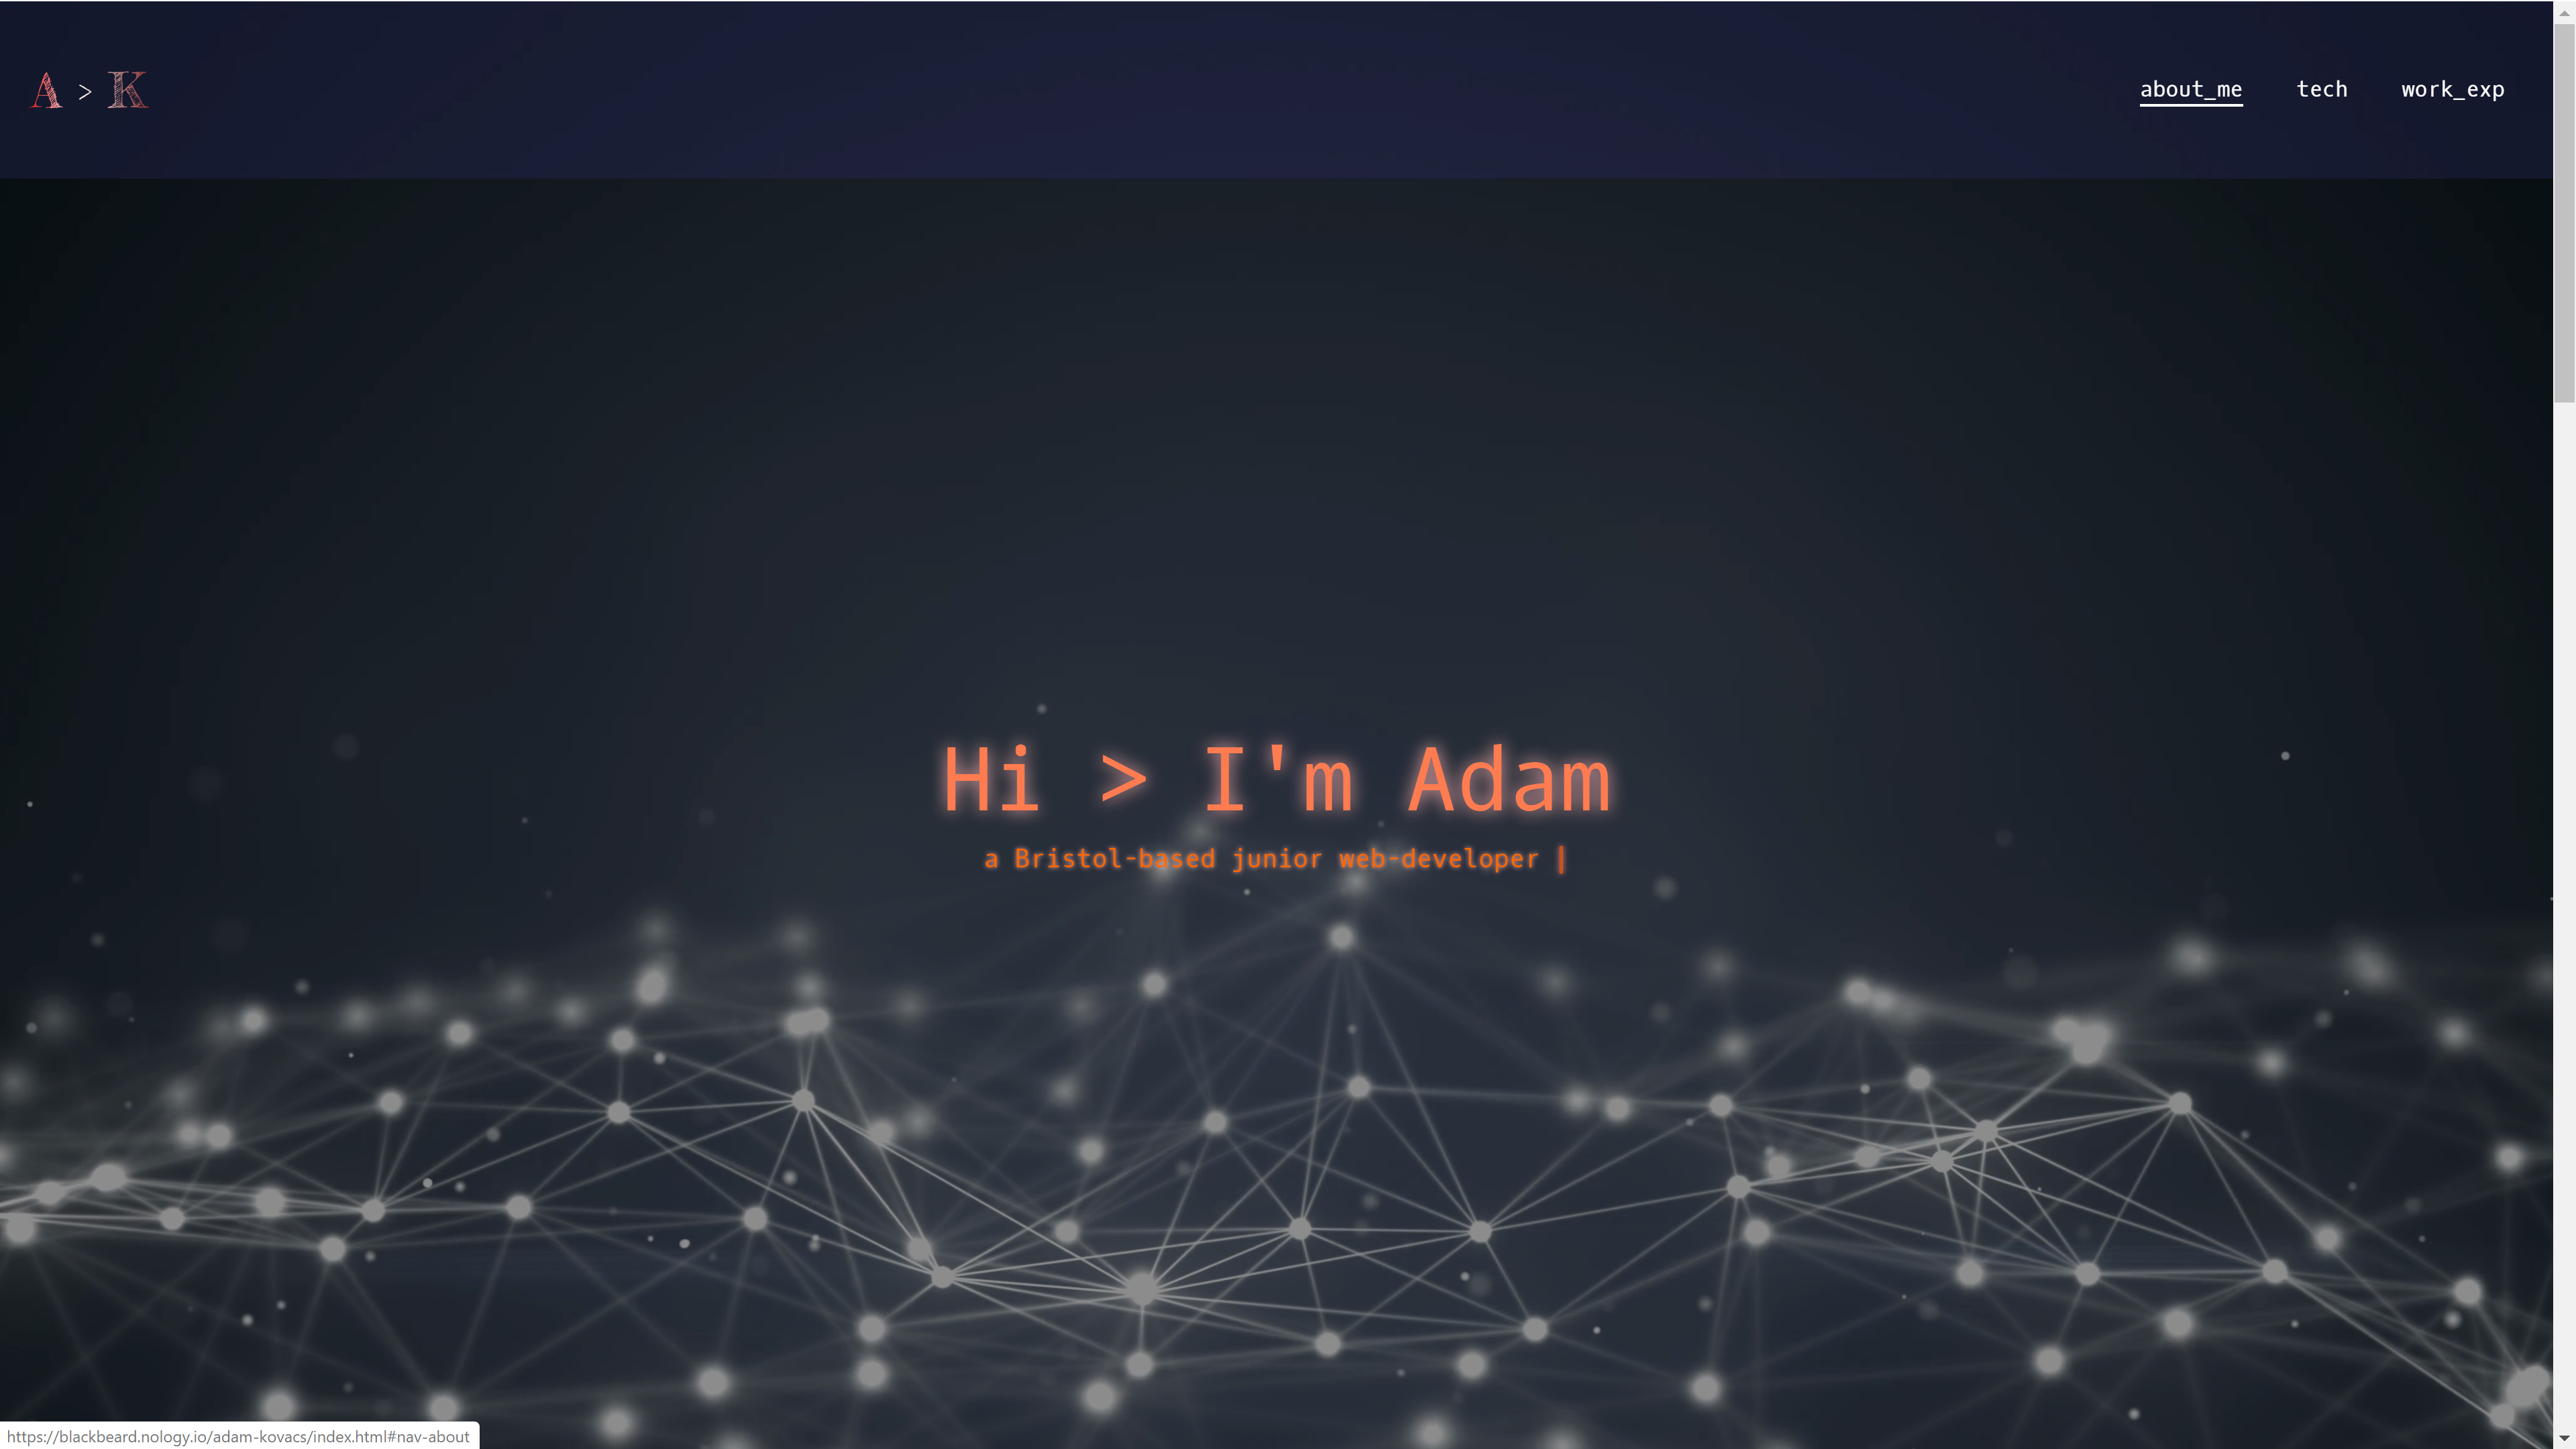 A > K
about_me tech work_exp
Hi > I'm Adam
a Bristol-based junior web-developer |
https://blackbeard.nology.io/adam-kovacs/index.html#nav-about